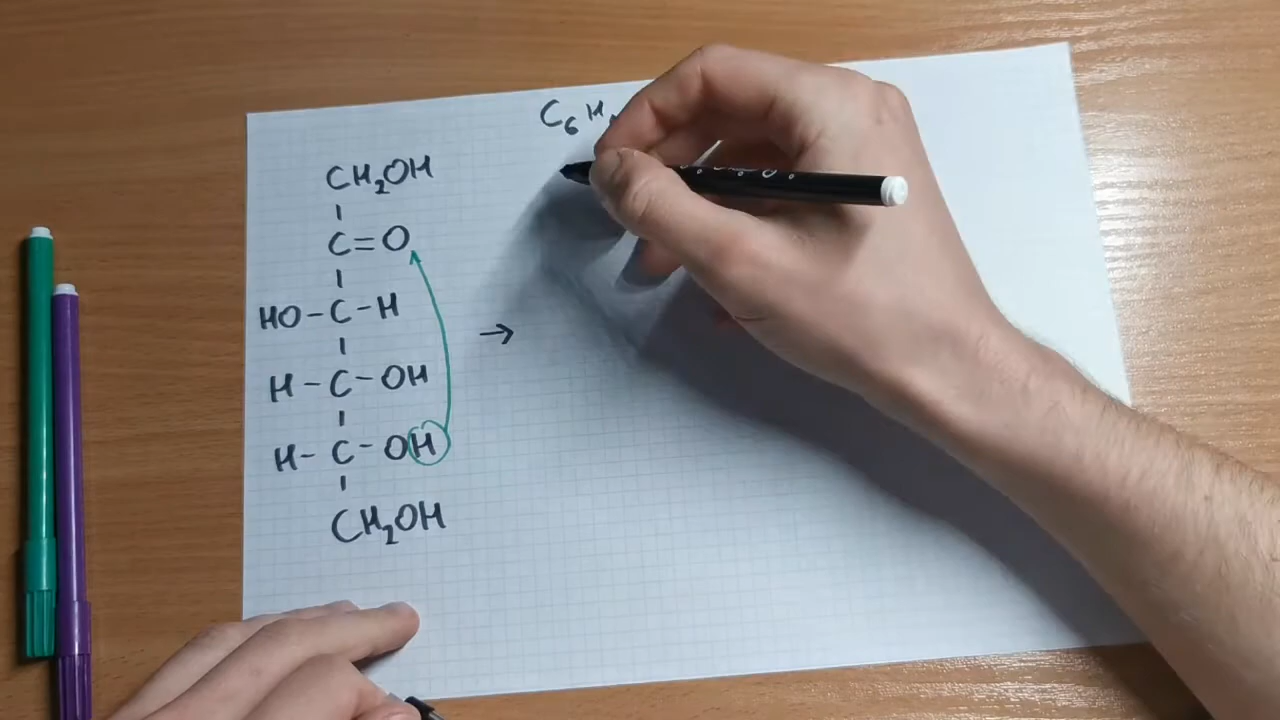 C₆H
CH₂OH
C=O
HO-C-H
→
H-C-OH
H-C-OH
CH₂OH